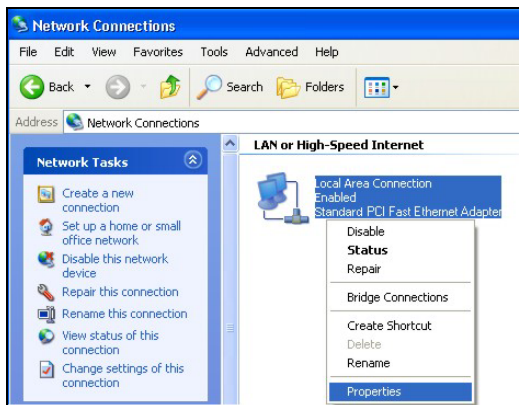 Network Connections
File Edit View Favorites Tools Advanced Help
Back Search Folders
Address Network Connections
Network Tasks
Create a new
connection
Set up a home or small
office network
Disable this network
device
Repair this connection
Rename this connection
View status of this
connection
Change settings of this
connection
LAN or High-Speed Internet
Local Area Connection
Enabled
Standard PCI Fast Ethernet Adapter
Disable
Status
Repair
Bridge Connections
Create Shortcut
Delete
Rename
Properties